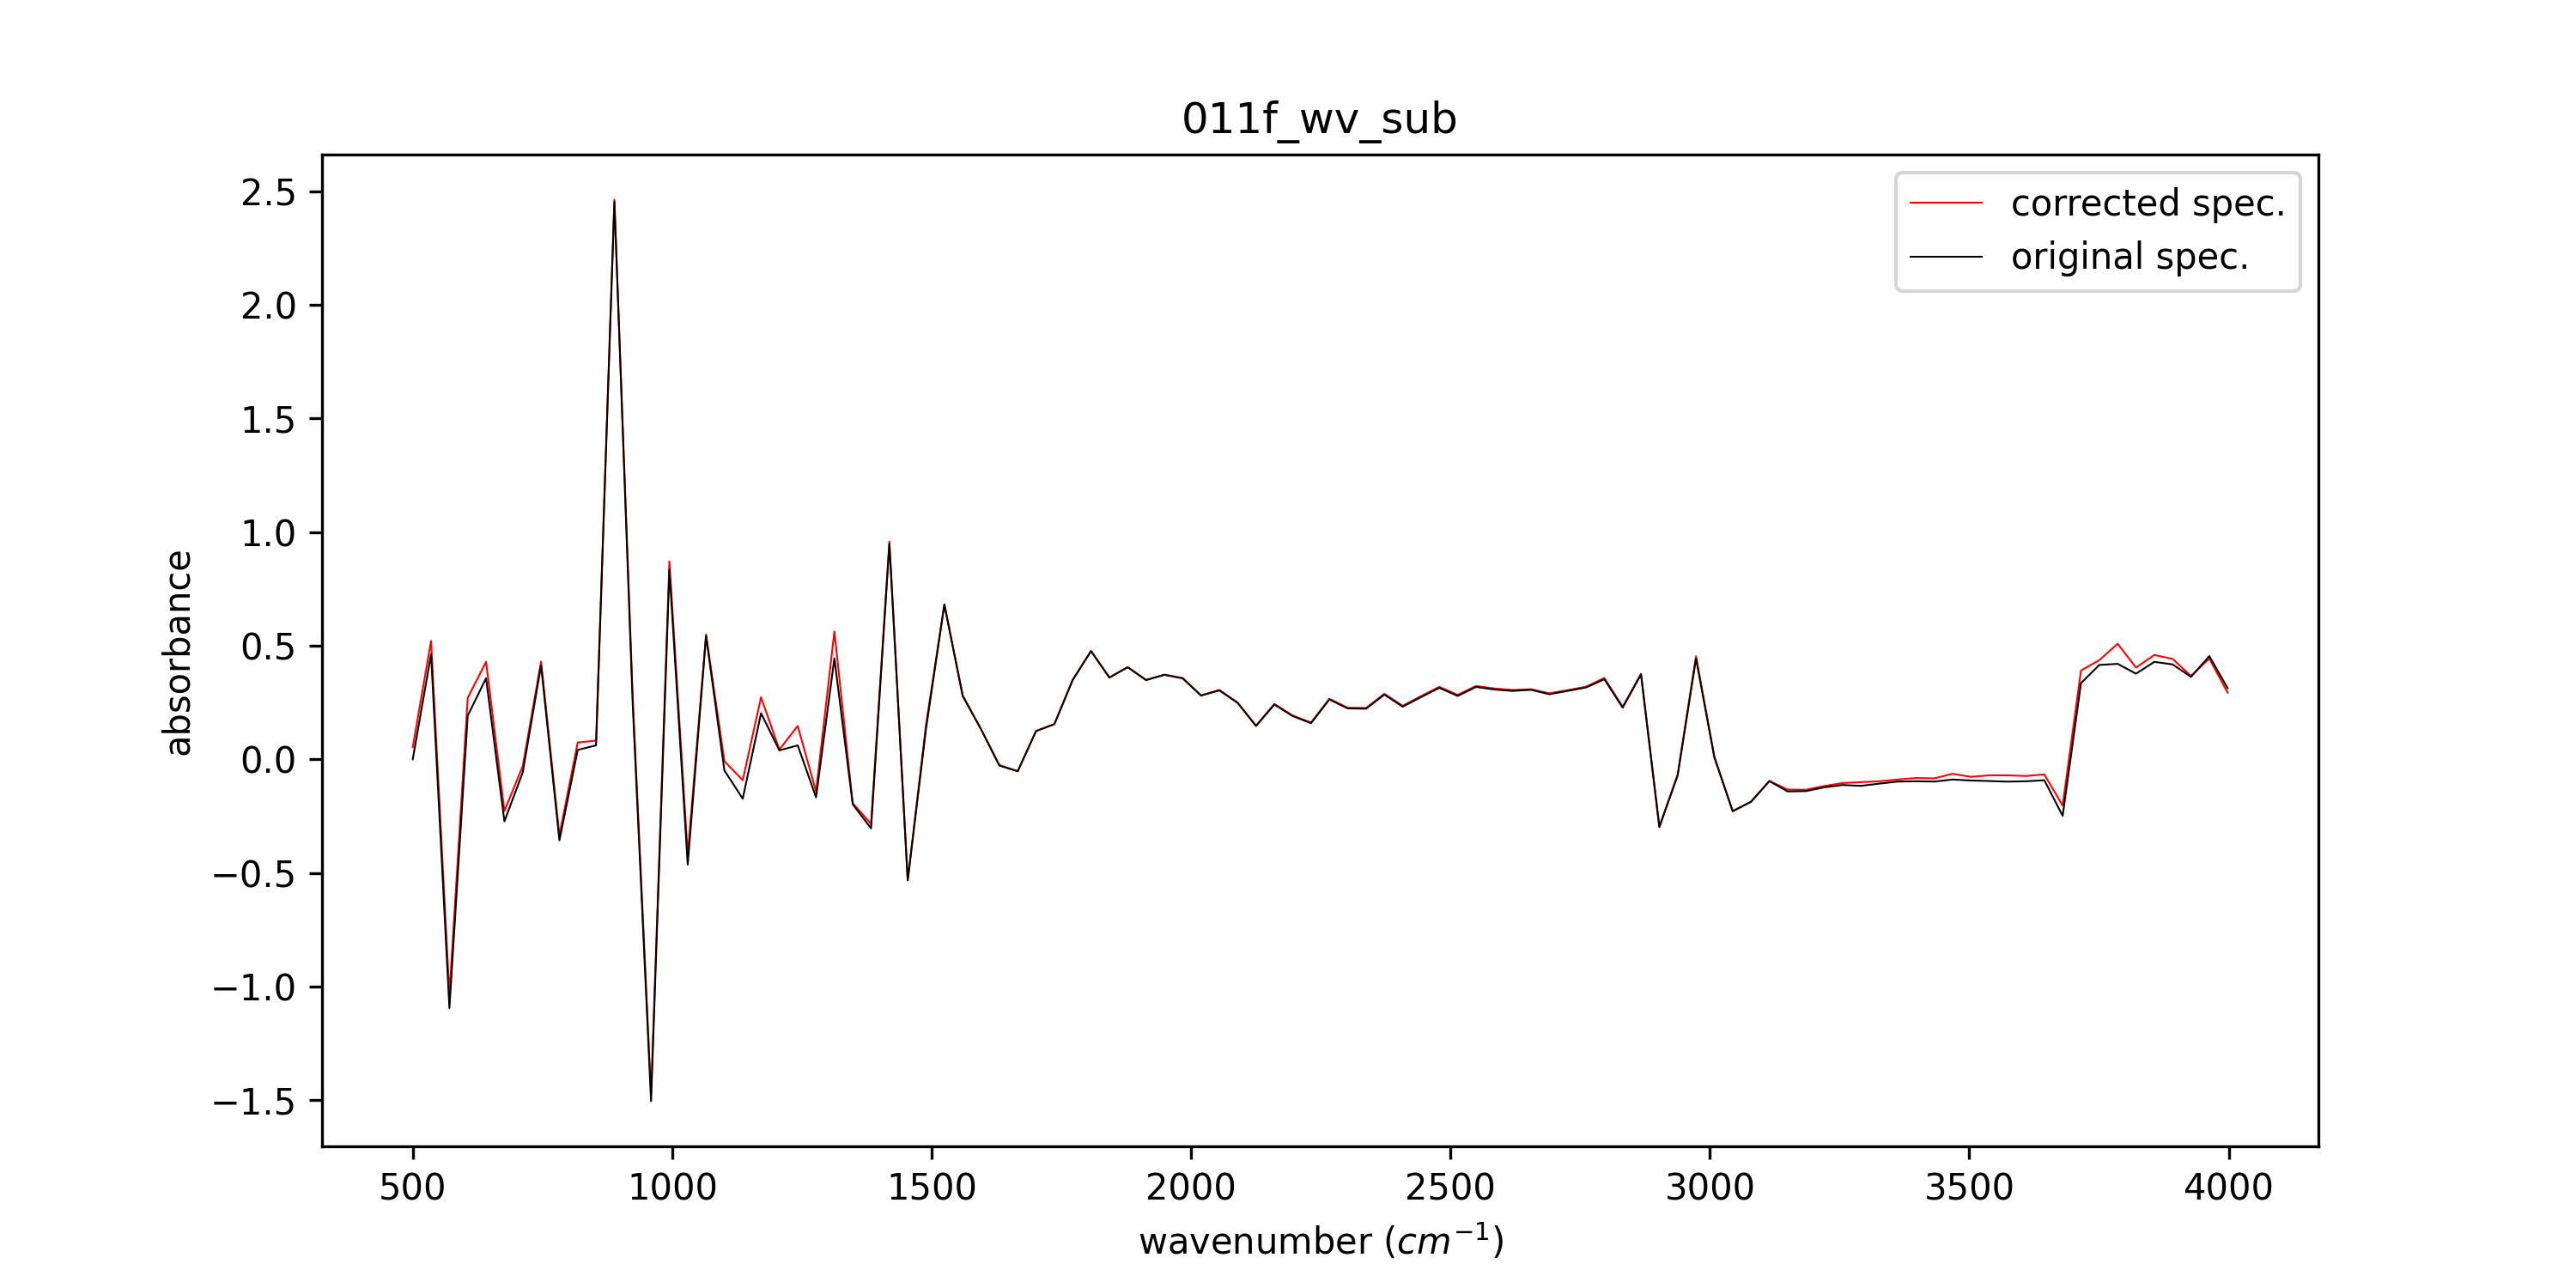 011f_wv_sub
corrected spec.
original spec.
absorbance
2.5
2.0
1.5
1.0
0.5
0.0
−0.5
−1.0
−1.5
500 1000 1500 2000 2500 3000 3500 4000
wavenumber (cm⁻¹)